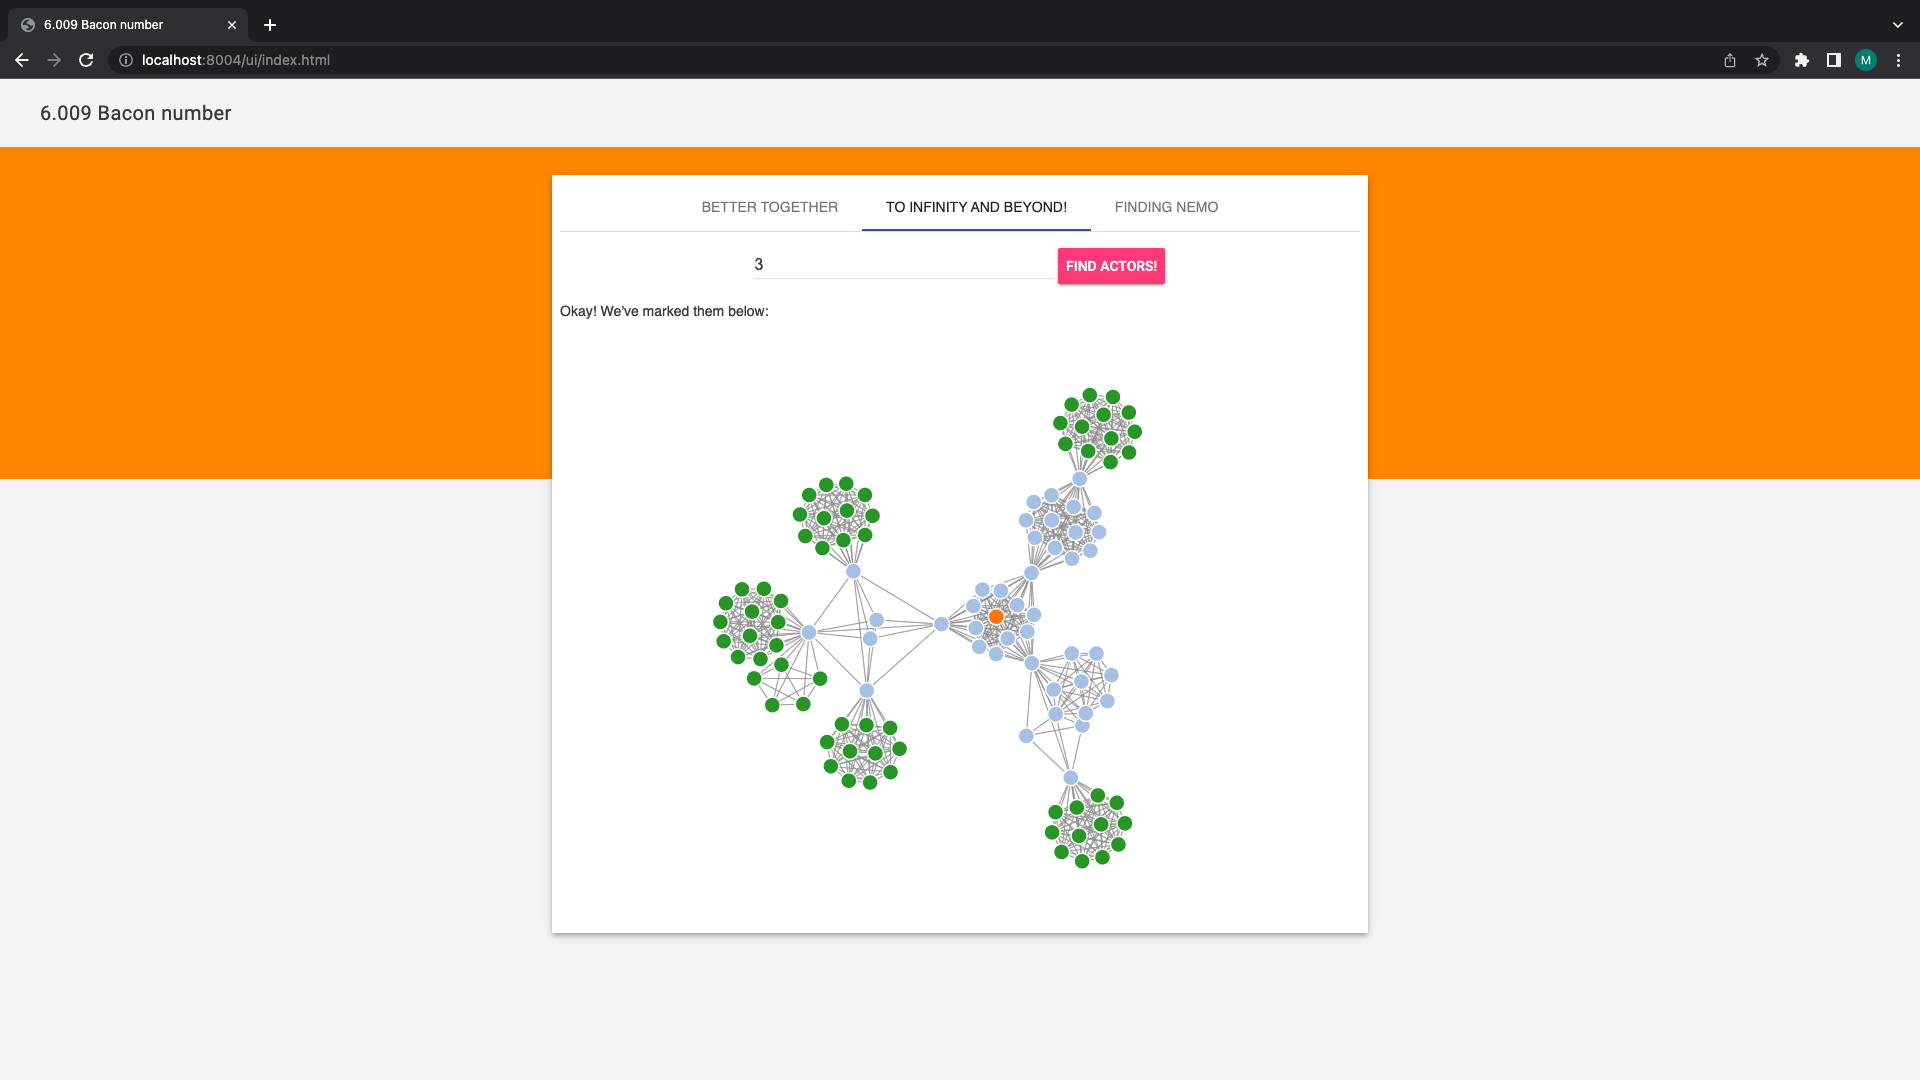 6.009 Bacon number
localhost:8004/ui/index.html
M
6.009 Bacon number
BETTER TOGETHER
TO INFINITY AND BEYOND!
FINDING NEMO
3
FIND ACTORS!
Okay! We've marked them below: